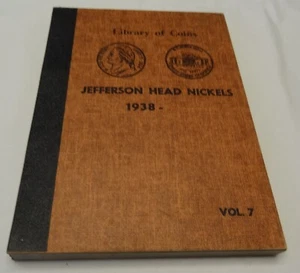 Library of Coins
JEFFERSON HEAD NICKELS
1938 -
VOL. 7